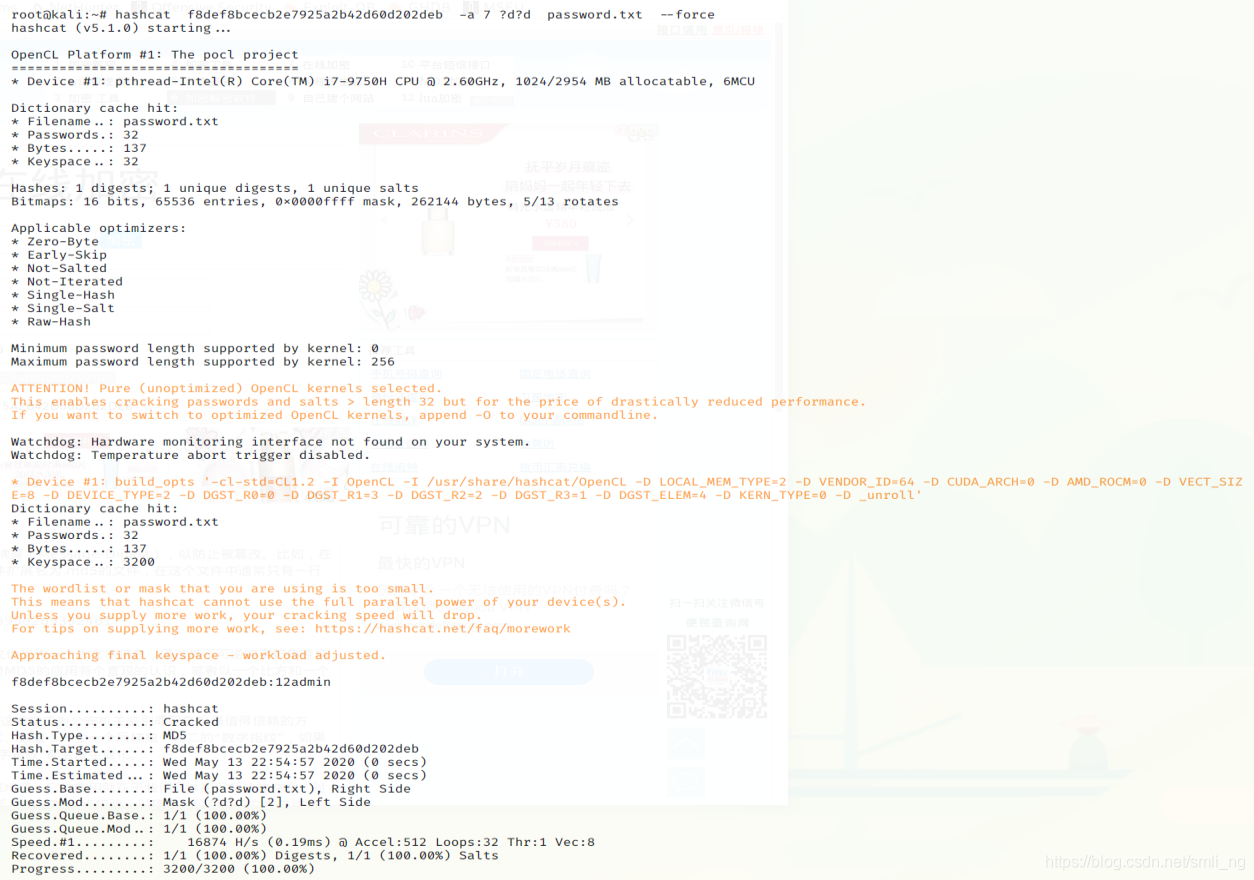 root@kali:~# hashcat  f8def8bcecb2e7925a2b42d60d202deb  -a 7 ?d?d  password.txt  --force
hashcat (v5.1.0) starting...
OpenCL Platform #1: The pocl project
====================================
* Device #1: pthread-Intel(R) Core(TM) i7-9750H CPU @ 2.60GHz, 1024/2954 MB allocatable, 6MCU
Dictionary cache hit:
* Filename..: password.txt
* Passwords.: 32
* Bytes.....: 137
* Keyspace..: 32
Hashes: 1 digests; 1 unique digests, 1 unique salts
Bitmaps: 16 bits, 65536 entries, 0x0000ffff mask, 262144 bytes, 5/13 rotates
Applicable optimizers:
* Zero-Byte
* Early-Skip
* Not-Salted
* Not-Iterated
* Single-Hash
* Single-Salt
* Raw-Hash
Minimum password length supported by kernel: 0
Maximum password length supported by kernel: 256
ATTENTION! Pure (unoptimized) OpenCL kernels selected.
This enables cracking passwords and salts > length 32 but for the price of drastically reduced performance.
If you want to switch to optimized OpenCL kernels, append -O to your commandline.
Watchdog: Hardware monitoring interface not found on your system.
Watchdog: Temperature abort trigger disabled.
* Device #1: build_opts '-cl-std=CL1.2 -I OpenCL -I /usr/share/hashcat/OpenCL -D LOCAL_MEM_TYPE=2 -D VENDOR_ID=64 -D CUDA_ARCH=0 -D AMD_ROCM=0 -D VECT_SIZ
E=8 -D DEVICE_TYPE=2 -D DGST_R0=0 -D DGST_R1=3 -D DGST_R2=2 -D DGST_R3=1 -D DGST_ELEM=4 -D KERN_TYPE=0 -D _unroll'
Dictionary cache hit:
* Filename..: password.txt
* Passwords.: 32
* Bytes.....: 137
* Keyspace..: 3200
可靠的VPN
最快的VPN
The wordlist or mask that you are using is too small.
This means that hashcat cannot use the full parallel power of your device(s).
Unless you supply more work, your cracking speed will drop.
For tips on supplying more work, see: https://hashcat.net/faq/morework
Approaching final keyspace - workload adjusted.
打开
f8def8bcecb2e7925a2b42d60d202deb:12admin
Session..........: hashcat
Status...........: Cracked
Hash.Type........: MD5
Hash.Target......: f8def8bcecb2e7925a2b42d60d202deb
Time.Started.....: Wed May 13 22:54:57 2020 (0 secs)
Time.Estimated...: Wed May 13 22:54:57 2020 (0 secs)
Guess.Base.......: File (password.txt), Right Side
Guess.Mod........: Mask (?d?d) [2], Left Side
Guess.Queue.Base.: 1/1 (100.00%)
Guess.Queue.Mod..: 1/1 (100.00%)
Speed.#1.........:    16874 H/s (0.19ms) @ Accel:512 Loops:32 Thr:1 Vec:8
Recovered........: 1/1 (100.00%) Digests, 1/1 (100.00%) Salts
Progress.........: 3200/3200 (100.00%)
https://blog.csdn.net/smli_ng